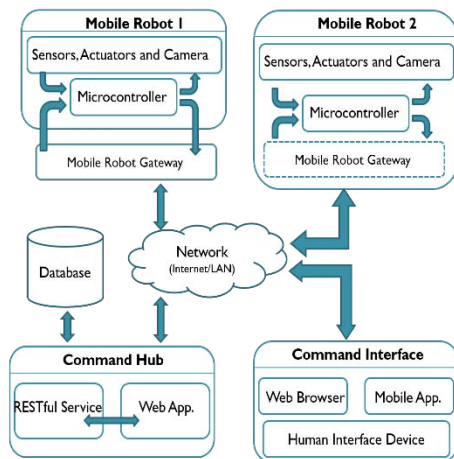 Mobile Robot 1
Sensors, Actuators and Camera
Microcontroller
Mobile Robot Gateway
Mobile Robot 2
Sensors, Actuators and Camera
Microcontroller
Mobile Robot Gateway
Database
Network
(Internet/LAN)
Command Hub
RESTful Service
Web App.
Command Interface
Web Browser
Mobile App.
Human Interface Device